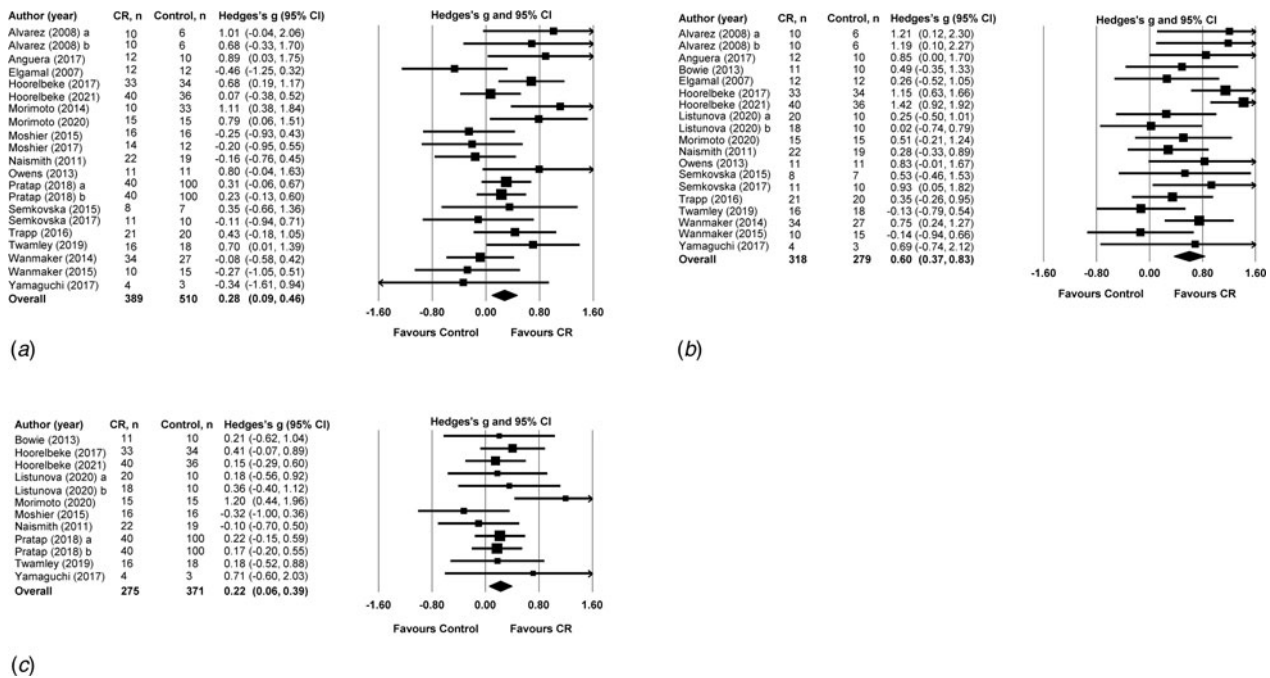 Author (year) CR, n Control, n Hedges's g (95% CI) Hedges's g and 95% CI
Alvarez (2008) a 10 6 1.01 (-0.04, 2.06)
Alvarez (2008) b 10 6 0.68 (-0.33, 1.70)
Anguera (2017) 12 10 0.89 (0.03, 1.75)
Elgamal (2007) 12 12 -0.46 (-1.25, 0.32)
Hoorelbeke (2017) 33 34 0.68 (0.19, 1.17)
Hoorelbeke (2021) 40 36 0.07 (-0.38, 0.52)
Morimoto (2014) 10 33 1.11 (0.38, 1.84)
Morimoto (2020) 15 15 0.79 (0.06, 1.51)
Moshier (2015) 16 16 -0.25 (-0.93, 0.43)
Moshier (2017) 14 12 -0.20 (-0.95, 0.55)
Naismith (2011) 22 19 -0.16 (-0.76, 0.45)
Owens (2013) 11 11 0.80 (-0.04, 1.63)
Pratap (2018) a 40 100 0.31 (-0.06, 0.67)
Pratap (2018) b 40 100 0.23 (-0.13, 0.60)
Semkovska (2015) 8 7 0.35 (-0.66, 1.36)
Semkovska (2017) 11 10 -0.11 (-0.94, 0.71)
Trapp (2016) 21 20 0.43 (-0.18, 1.05)
Twamley (2019) 16 18 0.70 (0.01, 1.39)
Wanmaker (2014) 34 27 -0.08 (-0.58, 0.42)
Wanmaker (2015) 10 15 -0.27 (-1.05, 0.51)
Yamaguchi (2017) 4 3 -0.34 (-1.61, 0.94)
Overall 389 510 0.28 (0.09, 0.46)
-1.60 -0.80 0.00 0.80 1.60
Favours Control Favours CR
(a)
Author (year) CR, n Control, n Hedges's g (95% CI) Hedges's g and 95% CI
Alvarez (2008) a 10 6 1.21 (0.12, 2.30)
Alvarez (2008) b 10 6 1.19 (0.10, 2.27)
Anguera (2017) 12 10 0.85 (0.00, 1.70)
Bowie (2013) 11 10 0.49 (-0.35, 1.33)
Elgamal (2007) 12 12 0.26 (-0.52, 1.05)
Hoorelbeke (2017) 33 34 1.15 (0.63, 1.66)
Hoorelbeke (2021) 40 36 1.42 (0.92, 1.92)
Listunova (2020) a 20 10 0.25 (-0.50, 1.01)
Listunova (2020) b 18 10 0.02 (-0.74, 0.79)
Morimoto (2020) 15 15 0.51 (-0.21, 1.24)
Naismith (2011) 22 19 0.28 (-0.33, 0.89)
Owens (2013) 11 11 0.83 (-0.01, 1.67)
Semkovska (2015) 8 7 0.53 (-0.46, 1.53)
Semkovska (2017) 11 10 0.93 (0.05, 1.82)
Trapp (2016) 21 20 0.35 (-0.26, 0.95)
Twamley (2019) 16 18 -0.13 (-0.79, 0.54)
Wanmaker (2014) 34 27 0.75 (0.24, 1.27)
Wanmaker (2015) 10 15 -0.14 (-0.94, 0.66)
Yamaguchi (2017) 4 3 0.69 (-0.74, 2.12)
Overall 318 279 0.60 (0.37, 0.83)
-1.60 -0.80 0.00 0.80 1.60
Favours Control Favours CR
(b)
Author (year) CR, n Control, n Hedges's g (95% CI) Hedges's g and 95% CI
Bowie (2013) 11 10 0.21 (-0.62, 1.04)
Hoorelbeke (2017) 33 34 0.41 (-0.07, 0.89)
Hoorelbeke (2021) 40 36 0.15 (-0.29, 0.60)
Listunova (2020) a 20 10 0.18 (-0.56, 0.92)
Listunova (2020) b 18 10 0.36 (-0.40, 1.12)
Morimoto (2020) 15 15 1.20 (0.44, 1.96)
Moshier (2015) 16 16 -0.32 (-1.00, 0.36)
Naismith (2011) 22 19 -0.10 (-0.70, 0.50)
Pratap (2018) a 40 100 0.22 (-0.15, 0.59)
Pratap (2018) b 40 100 0.17 (-0.20, 0.55)
Twamley (2019) 16 18 0.18 (-0.52, 0.88)
Yamaguchi (2017) 4 3 0.71 (-0.60, 2.03)
Overall 275 371 0.22 (0.06, 0.39)
-1.60 -0.80 0.00 0.80 1.60
Favours Control Favours CR
(c)